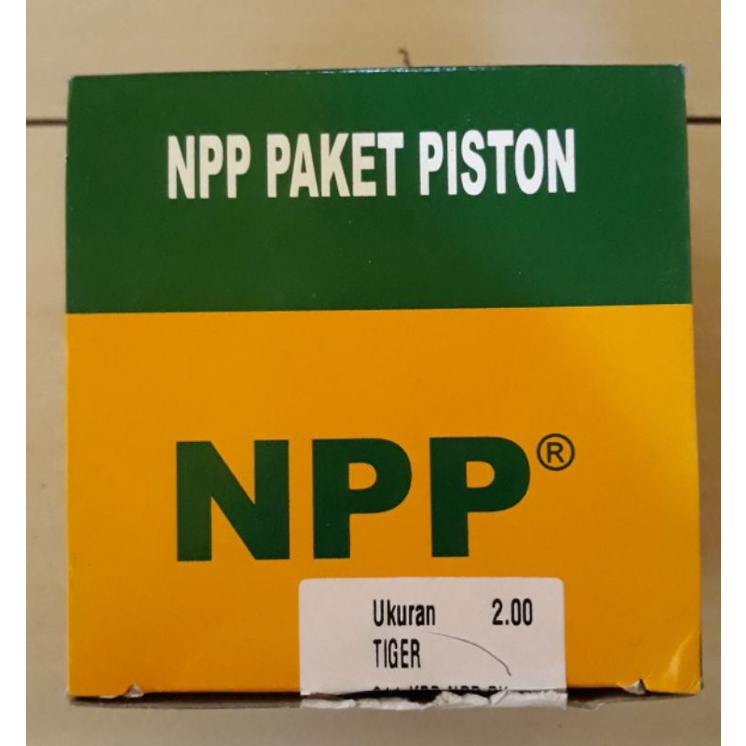 NPP PAKET PISTON
NPP®
Ukuran 2.00
TIGER